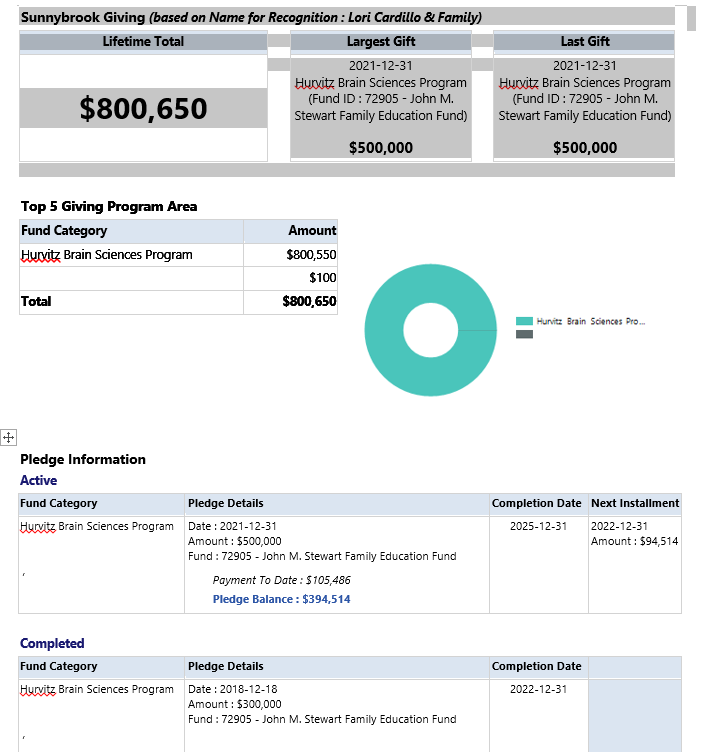 Sunnybrook Giving (based on Name for Recognition : Lori Cardillo & Family)
Lifetime Total
Largest Gift
Last Gift
$800,650
2021-12-31
Hurvitz Brain Sciences Program
(Fund ID : 72905 - John M.
Stewart Family Education Fund)
$500,000
2021-12-31
Hurvitz Brain Sciences Program
(Fund ID : 72905 - John M.
Stewart Family Education Fund)
$500,000
Top 5 Giving Program Area
Fund Category Amount
Hurvitz Brain Sciences Program $800,550
$100
Total $800,650
Hurvitz Brain Sciences Pro...
Pledge Information
Active
Fund Category Pledge Details Completion Date Next Installment
Hurvitz Brain Sciences Program Date : 2021-12-31 2025-12-31 2022-12-31
Amount : $500,000 Amount : $94,514
Fund : 72905 - John M. Stewart Family Education Fund
,
Payment To Date : $105,486
Pledge Balance : $394,514
Completed
Fund Category Pledge Details Completion Date
Hurvitz Brain Sciences Program Date : 2018-12-18 2022-12-31
Amount : $300,000
Fund : 72905 - John M. Stewart Family Education Fund
,